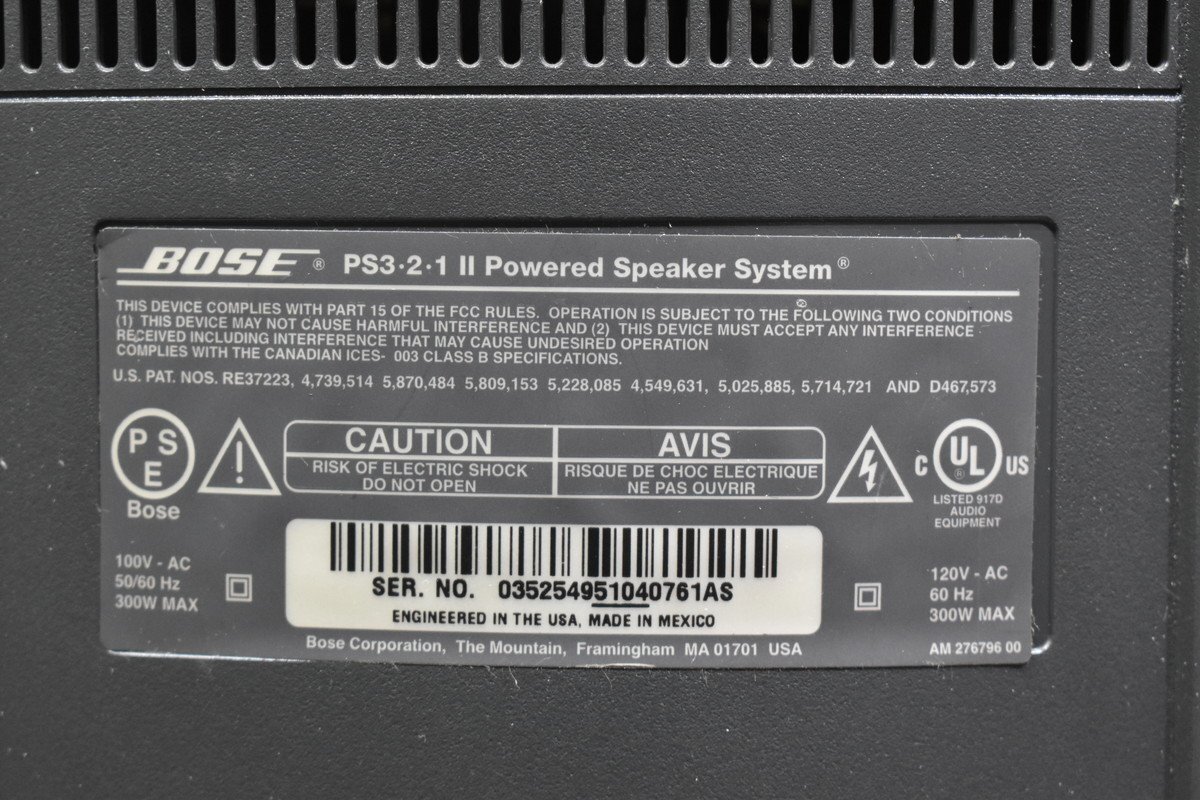 BOSE ® PS3·2·1 II Powered Speaker System®
THIS DEVICE COMPLIES WITH PART 15 OF THE FCC RULES. OPERATION IS SUBJECT TO THE FOLLOWING TWO CONDITIONS
(1) THIS DEVICE MAY NOT CAUSE HARMFUL INTERFERENCE AND (2) THIS DEVICE MUST ACCEPT ANY INTERFERENCE
RECEIVED INCLUDING INTERFERENCE THAT MAY CAUSE UNDESIRED OPERATION
COMPLIES WITH THE CANADIAN ICES- 003 CLASS B SPECIFICATIONS.
U.S. PAT. NOS. RE37223, 4,739,514 5,870,484 5,809,153 5,228,085 4,549,631, 5,025,885, 5,714,721 AND D467,573
P S
E
Bose
CAUTION
RISK OF ELECTRIC SHOCK
DO NOT OPEN
AVIS
RISQUE DE CHOC ELECTRIQUE
NE PAS OUVRIR
C UL ® US
LISTED 917D
AUDIO
EQUIPMENT
100V - AC
50/60 Hz
300W MAX
SER. NO. 035254951040761AS
ENGINEERED IN THE USA, MADE IN MEXICO
120V - AC
60 Hz
300W MAX
Bose Corporation, The Mountain, Framingham MA 01701 USA
AM 276796 00